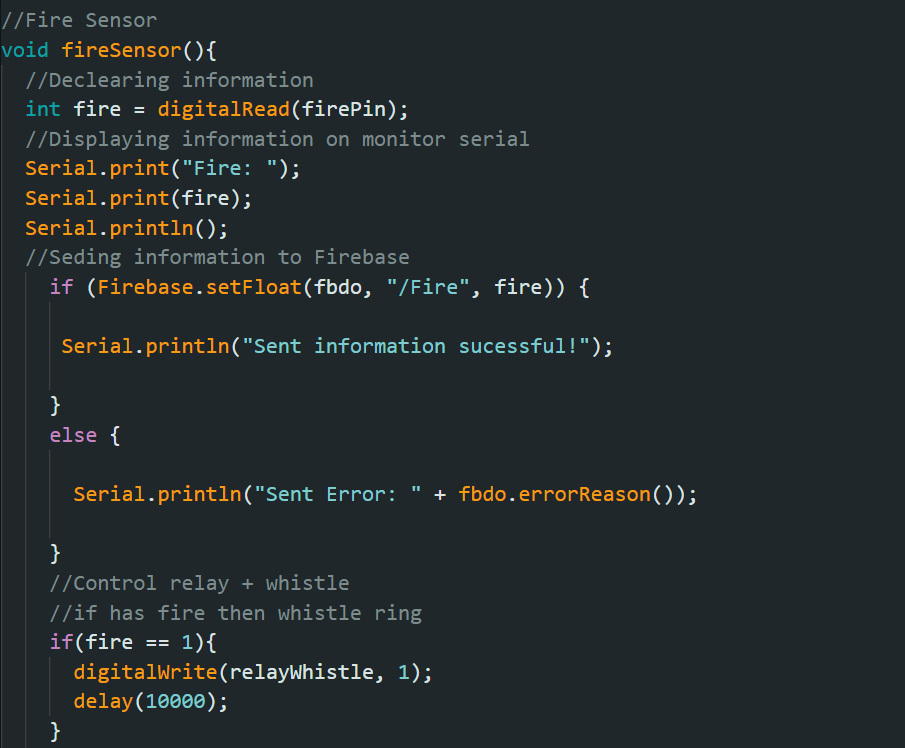 //Fire Sensor
void fireSensor(){
//Declearing information
int fire = digitalRead(firePin);
//Displaying information on monitor serial
Serial.print("Fire: ");
Serial.print(fire);
Serial.println();
//Seding information to Firebase
if (Firebase.setFloat(fbdo, "/Fire", fire)) {
Serial.println("Sent information sucessful!");
}
else {
Serial.println("Sent Error: " + fbdo.errorReason());
}
//Control relay + whistle
//if has fire then whistle ring
if(fire == 1){
digitalWrite(relayWhistle, 1);
delay(10000);
}